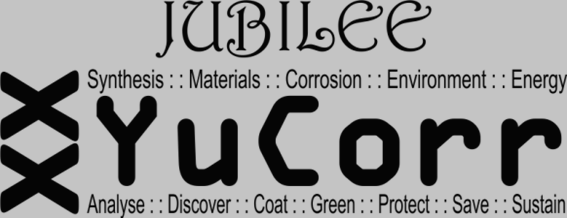 JUBILEE
Synthesis : : Materials : : Corrosion : : Environment : : Energy
XX YuCorr
Analyse : : Discover : : Coat : : Green : : Protect : : Save : : Sustain